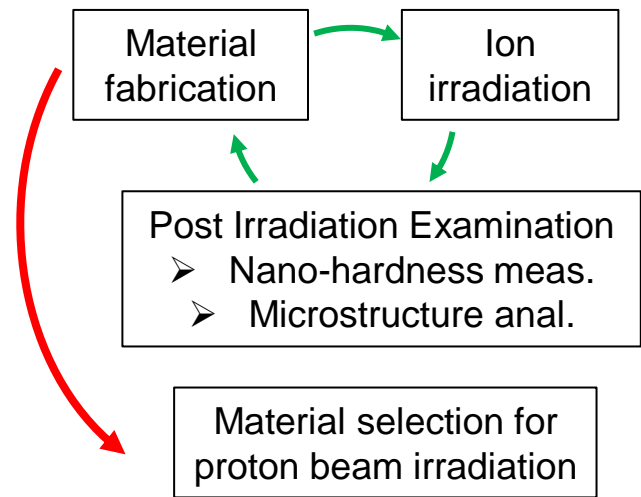 Material
fabrication
Ion
irradiation
Post Irradiation Examination
➢ Nano-hardness meas.
➢ Microstructure anal.
Material selection for
proton beam irradiation